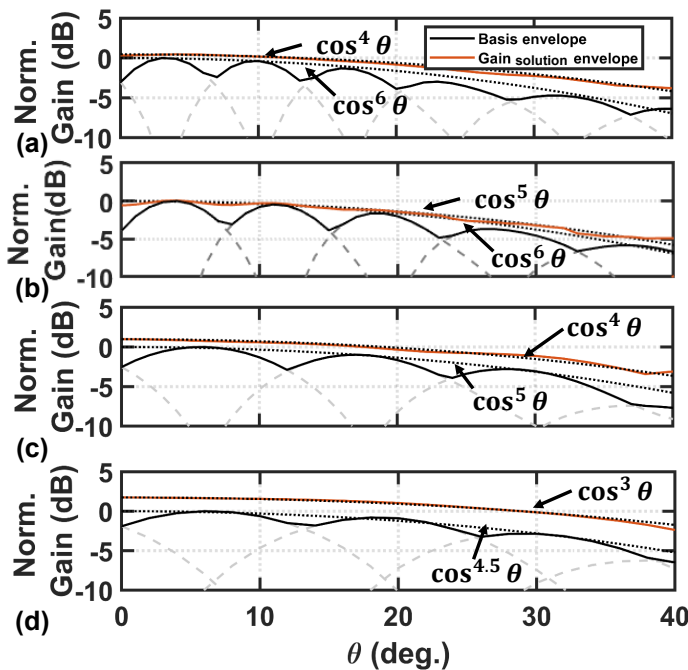 Norm.
Gain (dB)
5
0
-5
-10
(a)
cos⁴ θ
cos⁶ θ
Basis envelope
Gain solution envelope
Norm.
Gain(dB)
5
0
-5
-10
(b)
cos⁵ θ
cos⁶ θ
Norm.
Gain (dB)
5
0
-5
-10
(c)
cos⁴ θ
cos⁵ θ
Norm.
Gain (dB)
5
0
-5
-10
(d)
cos³ θ
cos⁴·⁵ θ
0 10 20 30 40
θ (deg.)